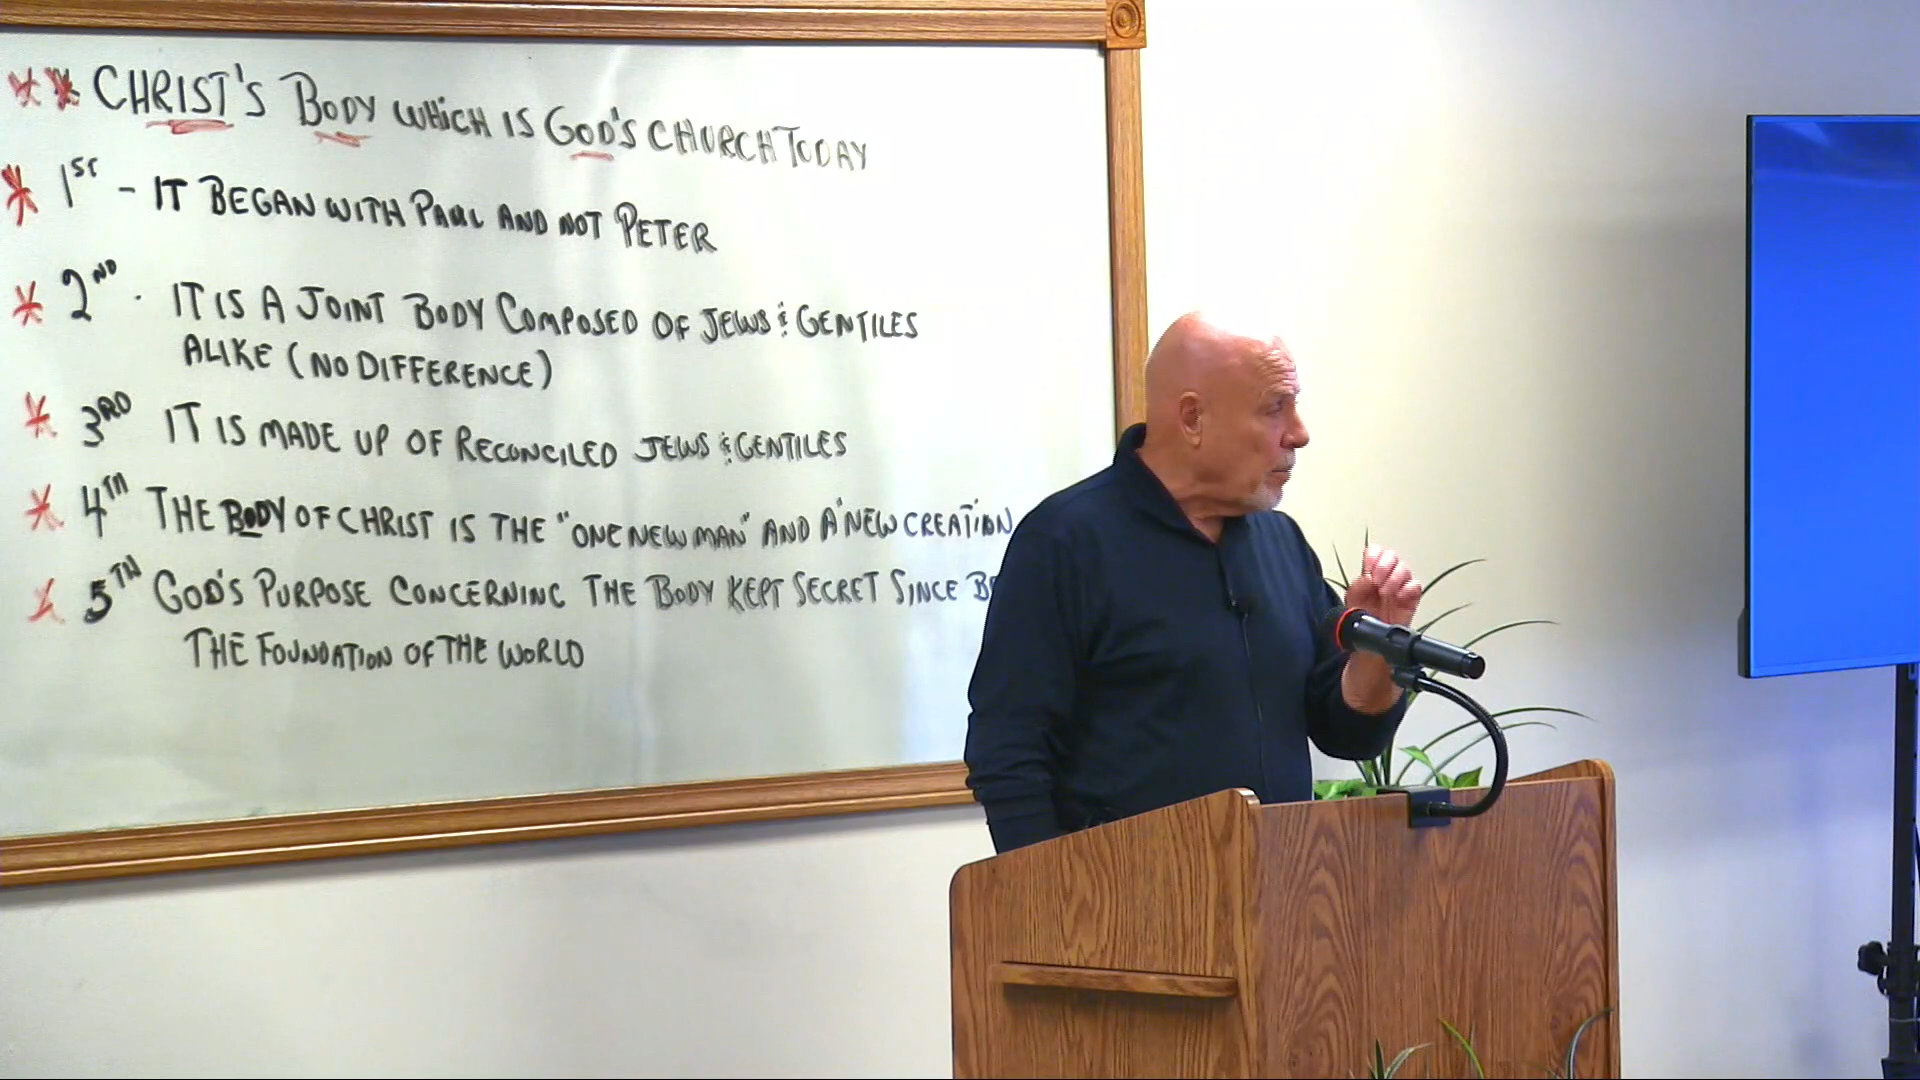 ** CHRIST'S BODY WHICH IS GOD'S CHURCH TODAY
* 1ST - IT BEGAN WITH PAUL AND NOT PETER
* 2ND · IT IS A JOINT BODY COMPOSED OF JEWS & GENTILES
ALIKE (NO DIFFERENCE)
* 3RD IT IS MADE UP OF RECONCILED JEWS & GENTILES
* 4TH THE BODY OF CHRIST IS THE "ONE NEW MAN" AND A "NEW CREATION
* 5TH GOD'S PURPOSE CONCERNING THE BODY KEPT SECRET SINCE
THE FOUNDATION OF THE WORLD